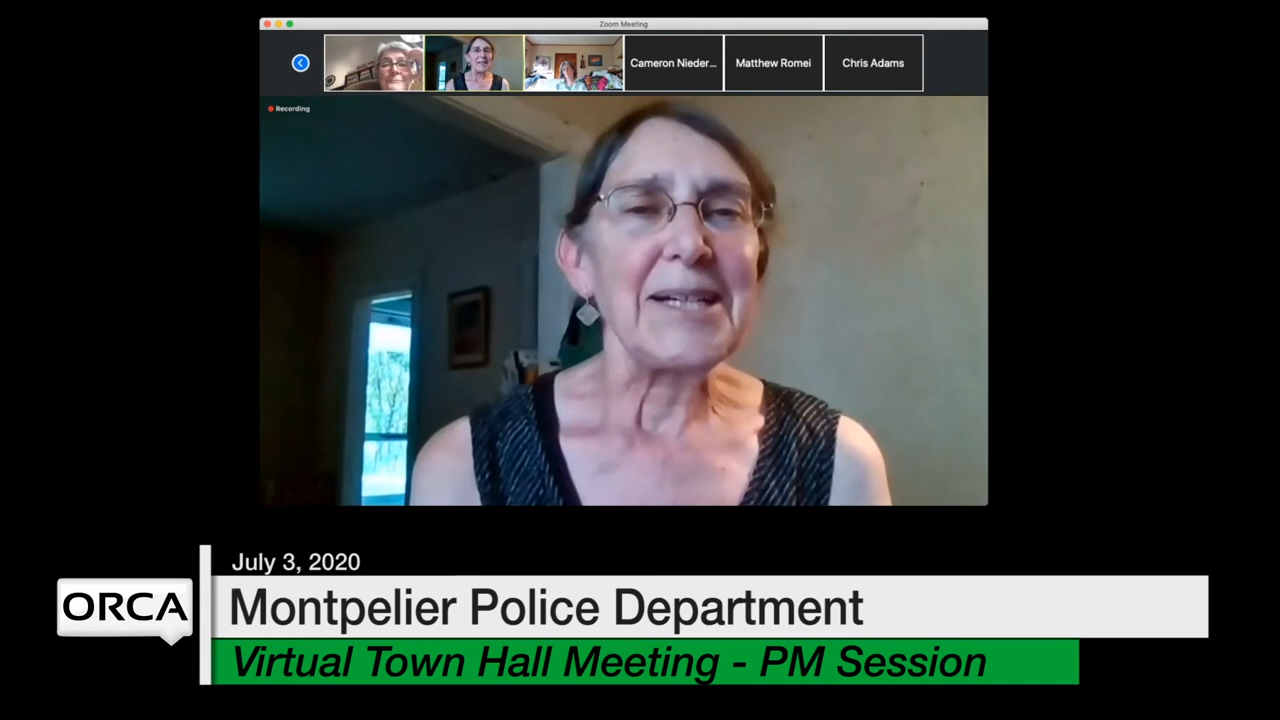 Zoom Meeting
Cameron Nieder...
Matthew Romei
Chris Adams
Recording
July 3, 2020
ORCA
Montpelier Police Department
Virtual Town Hall Meeting - PM Session